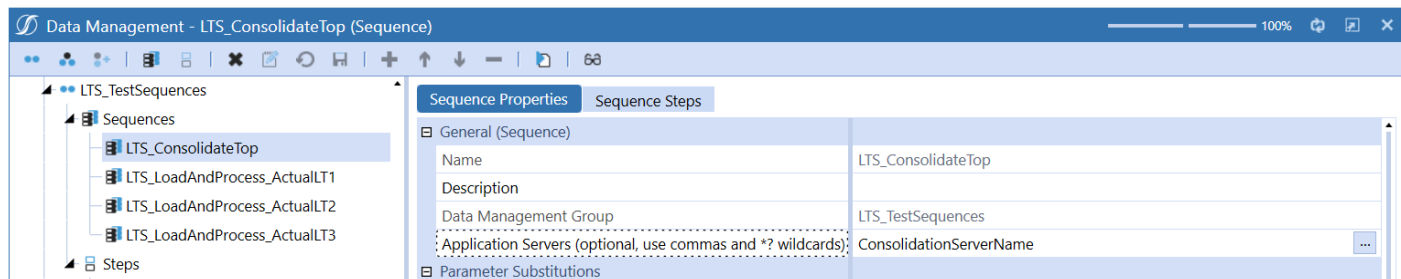 Data Management - LTS_ConsolidateTop (Sequence)
100%
LTS_TestSequences
Sequences
LTS_ConsolidateTop
LTS_LoadAndProcess_ActualLT1
LTS_LoadAndProcess_ActualLT2
LTS_LoadAndProcess_ActualLT3
Steps
Sequence Properties Sequence Steps
General (Sequence)
Name LTS_ConsolidateTop
Description
Data Management Group LTS_TestSequences
Application Servers (optional, use commas and *? wildcards) ConsolidationServerName ...
Parameter Substitutions